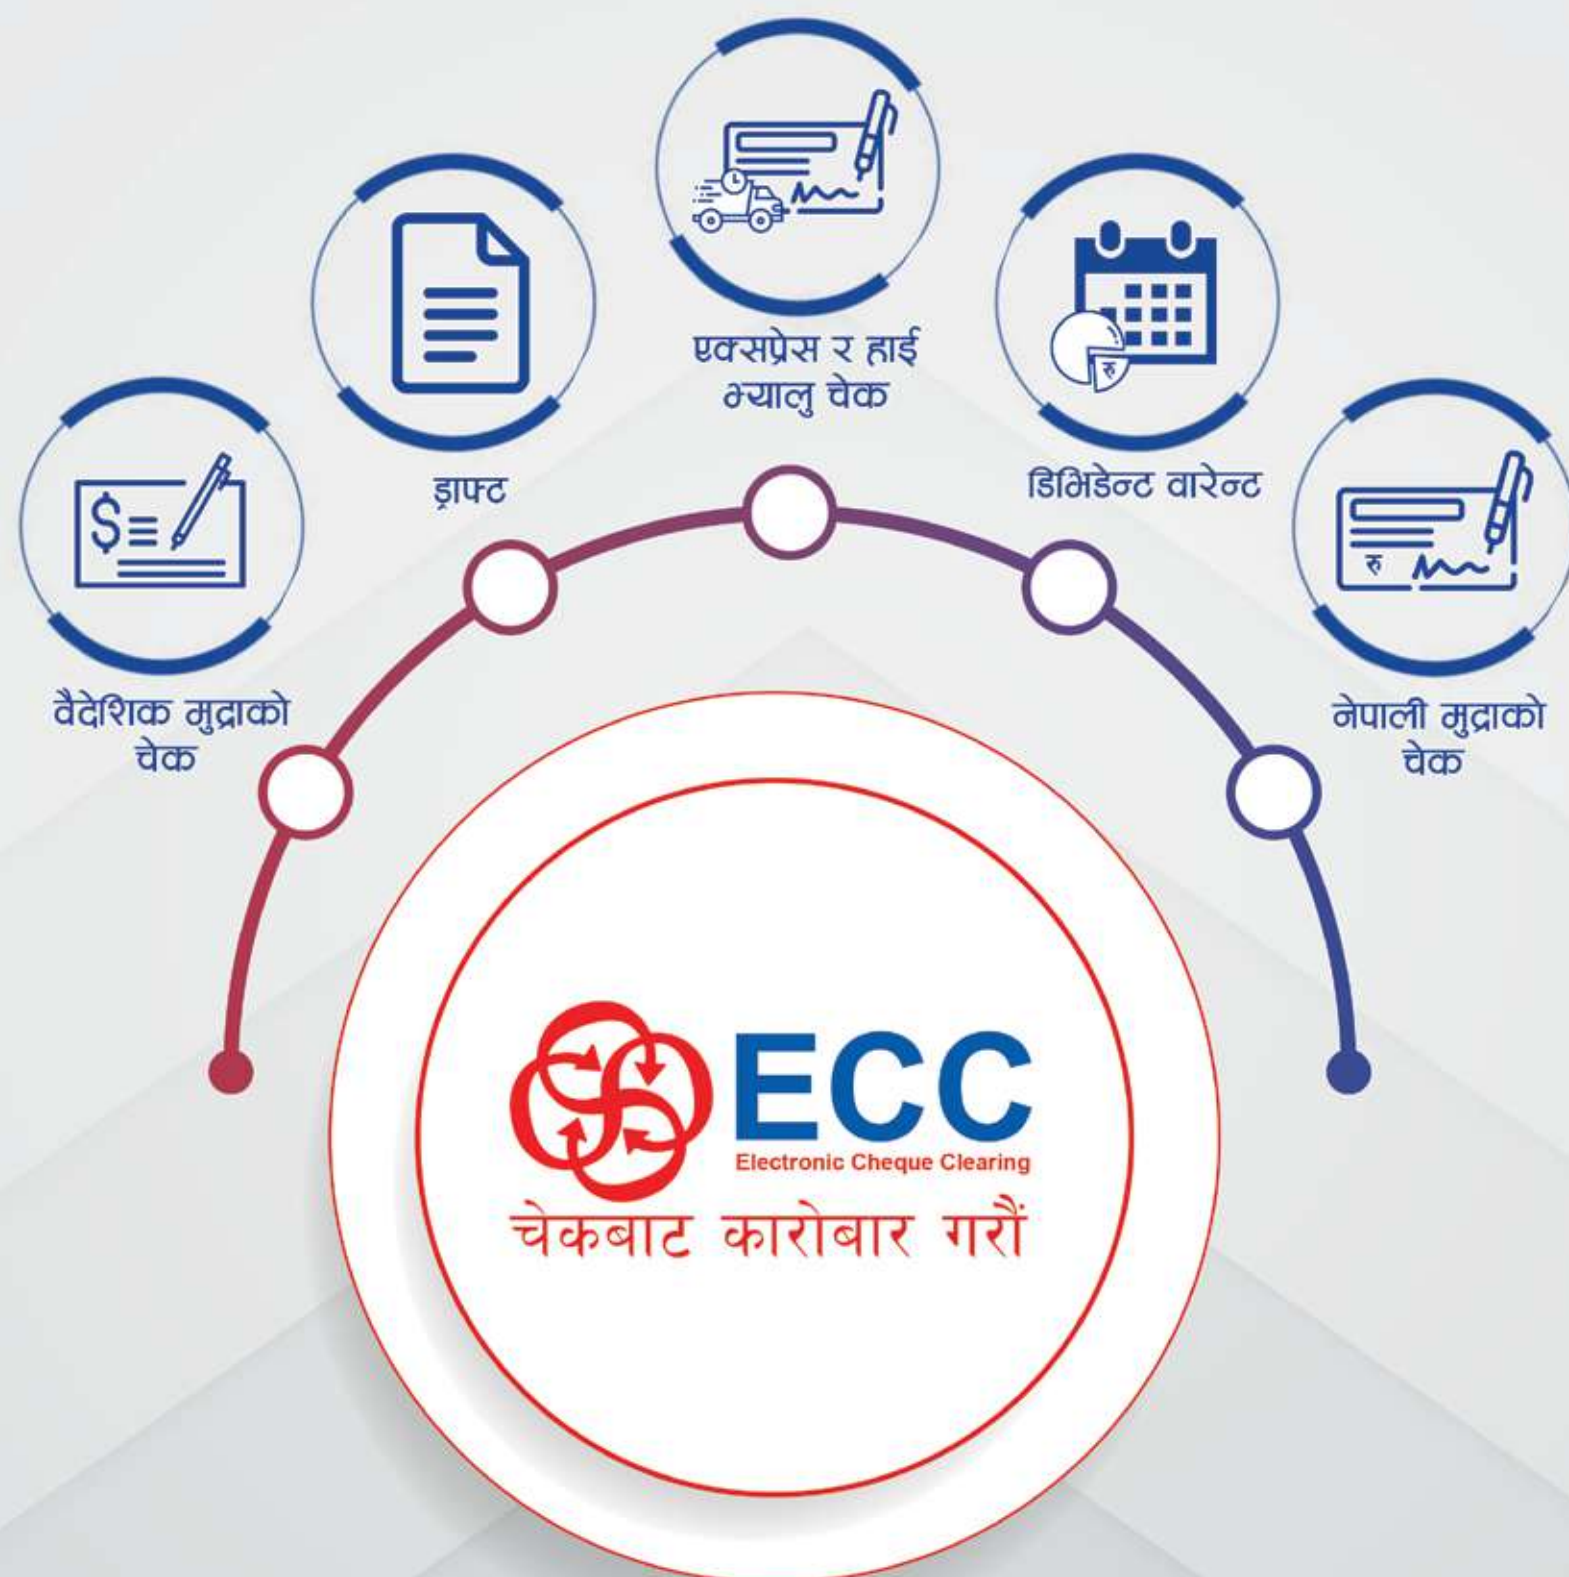 एक्सप्रेस र हाई
भ्यालु चेक
ड्राफ्ट
डिभिडेन्ट वारेन्ट
वैदेशिक मुद्राको
चेक
नेपाली मुद्राको
चेक
$
रु
रु
ECC
Electronic Cheque Clearing
चेकबाट कारोबार गरौं